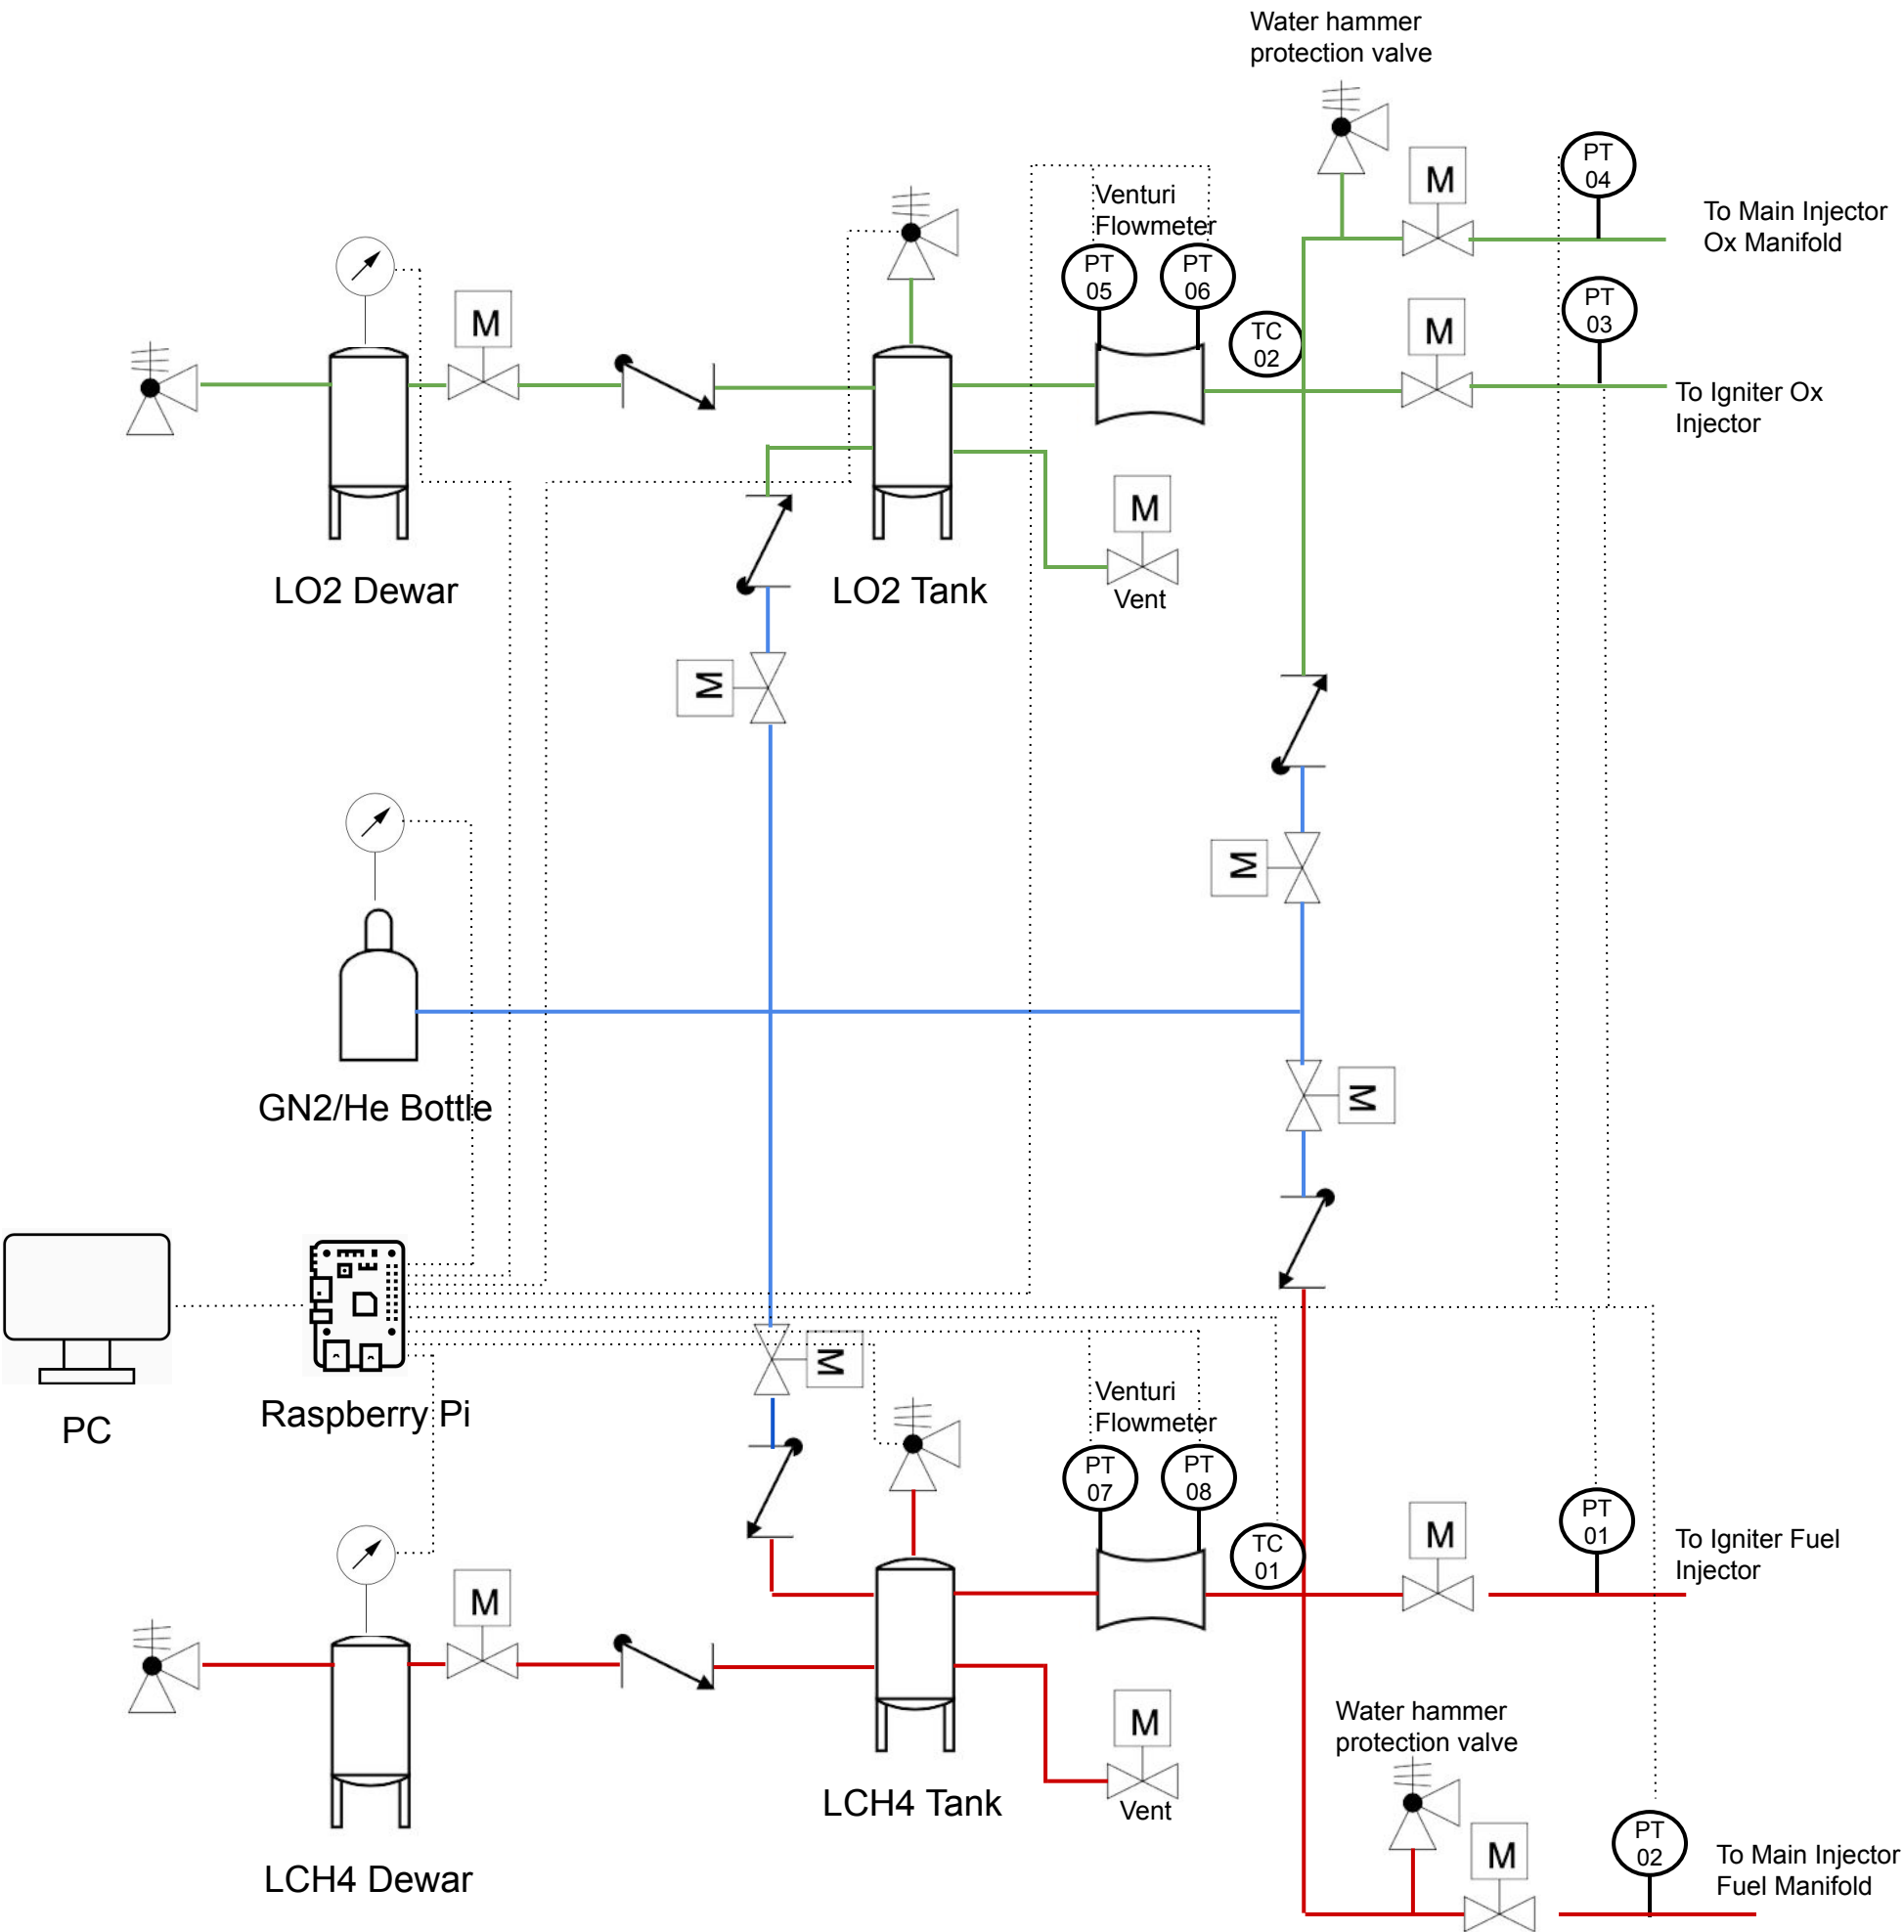 Water hammer
protection valve
M
PT
04
To Main Injector
Ox Manifold
Venturi
Flowmeter
PT
05
PT
06
M
TC
02
M
PT
03
To Igniter Ox
Injector
M
LO2 Dewar
LO2 Tank
Vent
M
M
GN2/He Bottle
M
PC
Raspberry Pi
M
Venturi
Flowmeter
PT
07
PT
08
TC
01
M
PT
01
To Igniter Fuel
Injector
M
M
Vent
LCH4 Dewar
LCH4 Tank
Water hammer
protection valve
M
PT
02
To Main Injector
Fuel Manifold